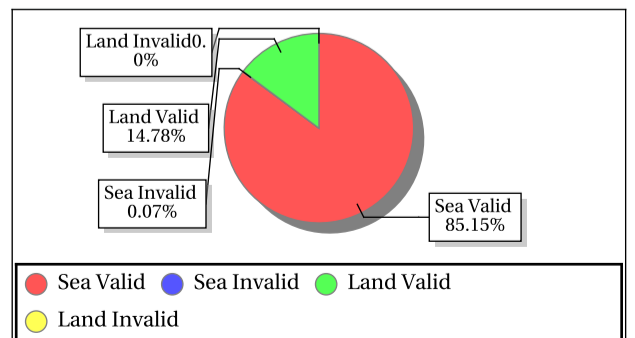 Land Invalid0.
0%
Land Valid
14.78%
Sea Invalid
0.07%
Sea Valid
85.15%
Sea Valid Sea Invalid Land Valid
Land Invalid